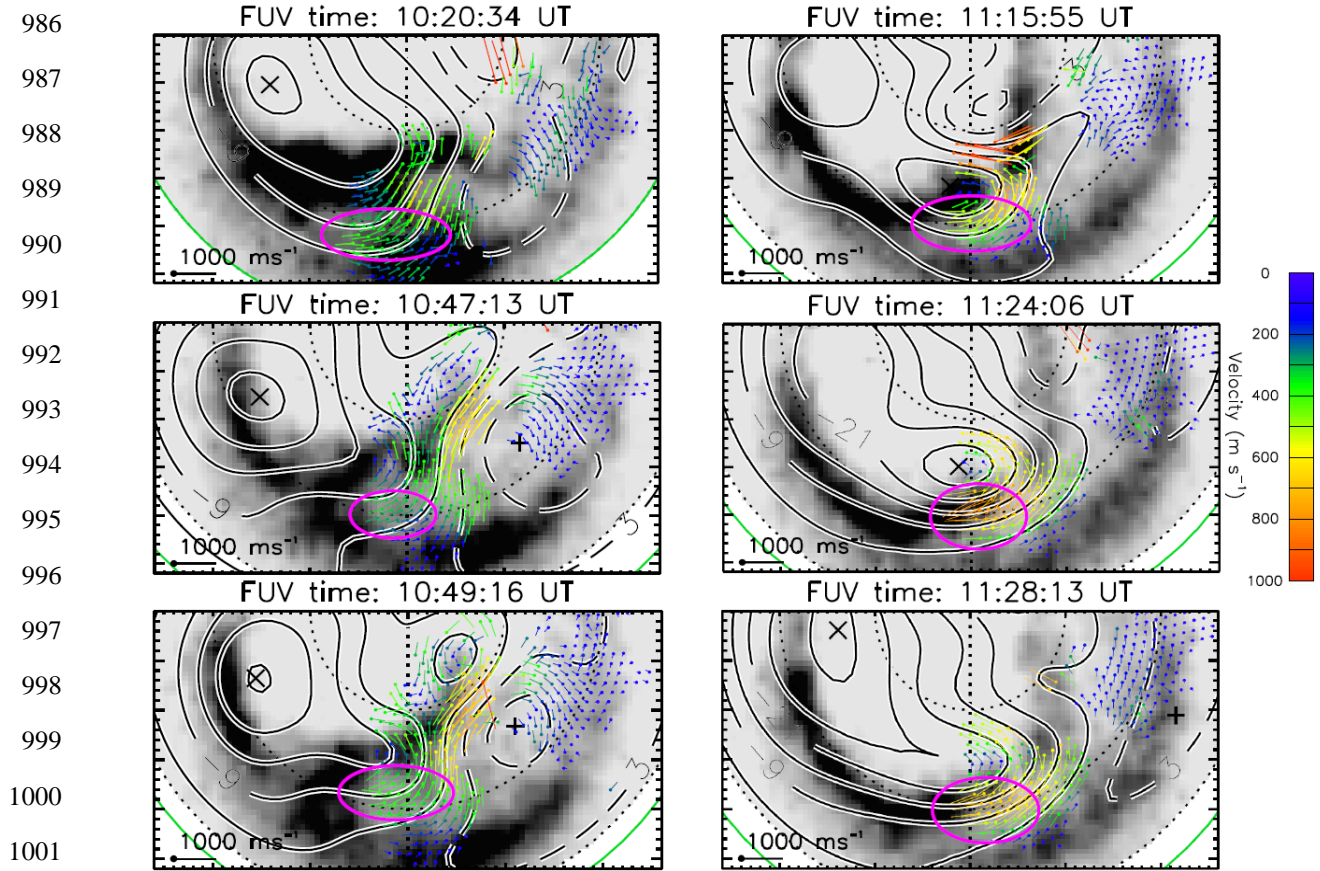 986
FUV time: 10:20:34 UT
FUV time: 11:15:55 UT
987
3
988
-9
989
990
1000 ms⁻¹
1000 ms⁻¹
991
FUV time: 10:47:13 UT
FUV time: 11:24:06 UT
0
992
200
993
400
-9
-21
994
600
-9
995
3
800
1000 ms⁻¹
1000 ms⁻¹
996
1000
Velocity (m s⁻¹)
FUV time: 10:49:16 UT
FUV time: 11:28:13 UT
997
998
999
-9
3
-9
3
1000
1000 ms⁻¹
1000 ms⁻¹
1001